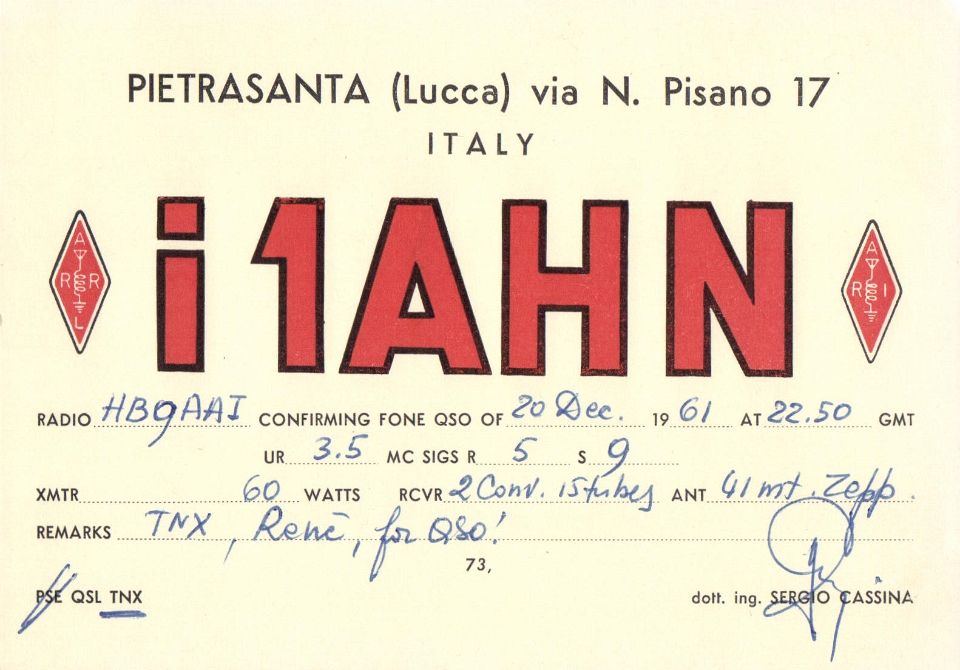 PIETRASANTA (Lucca) via N. Pisano 17
ITALY
i1AHN
A
R R
L
A
R I
RADIO HB9AAI CONFIRMING FONE QSO OF 20 Dec. 1961 AT 22.50 GMT
UR 3.5 MC SIGS R 5 S 9
XMTR 60 WATTS RCVR 2 Conv. 15tubes ANT 41 mt. Zepp.
REMARKS TNX, René, for QSO!
73,
PSE QSL TNX
dott. ing. SERGIO CASSINA